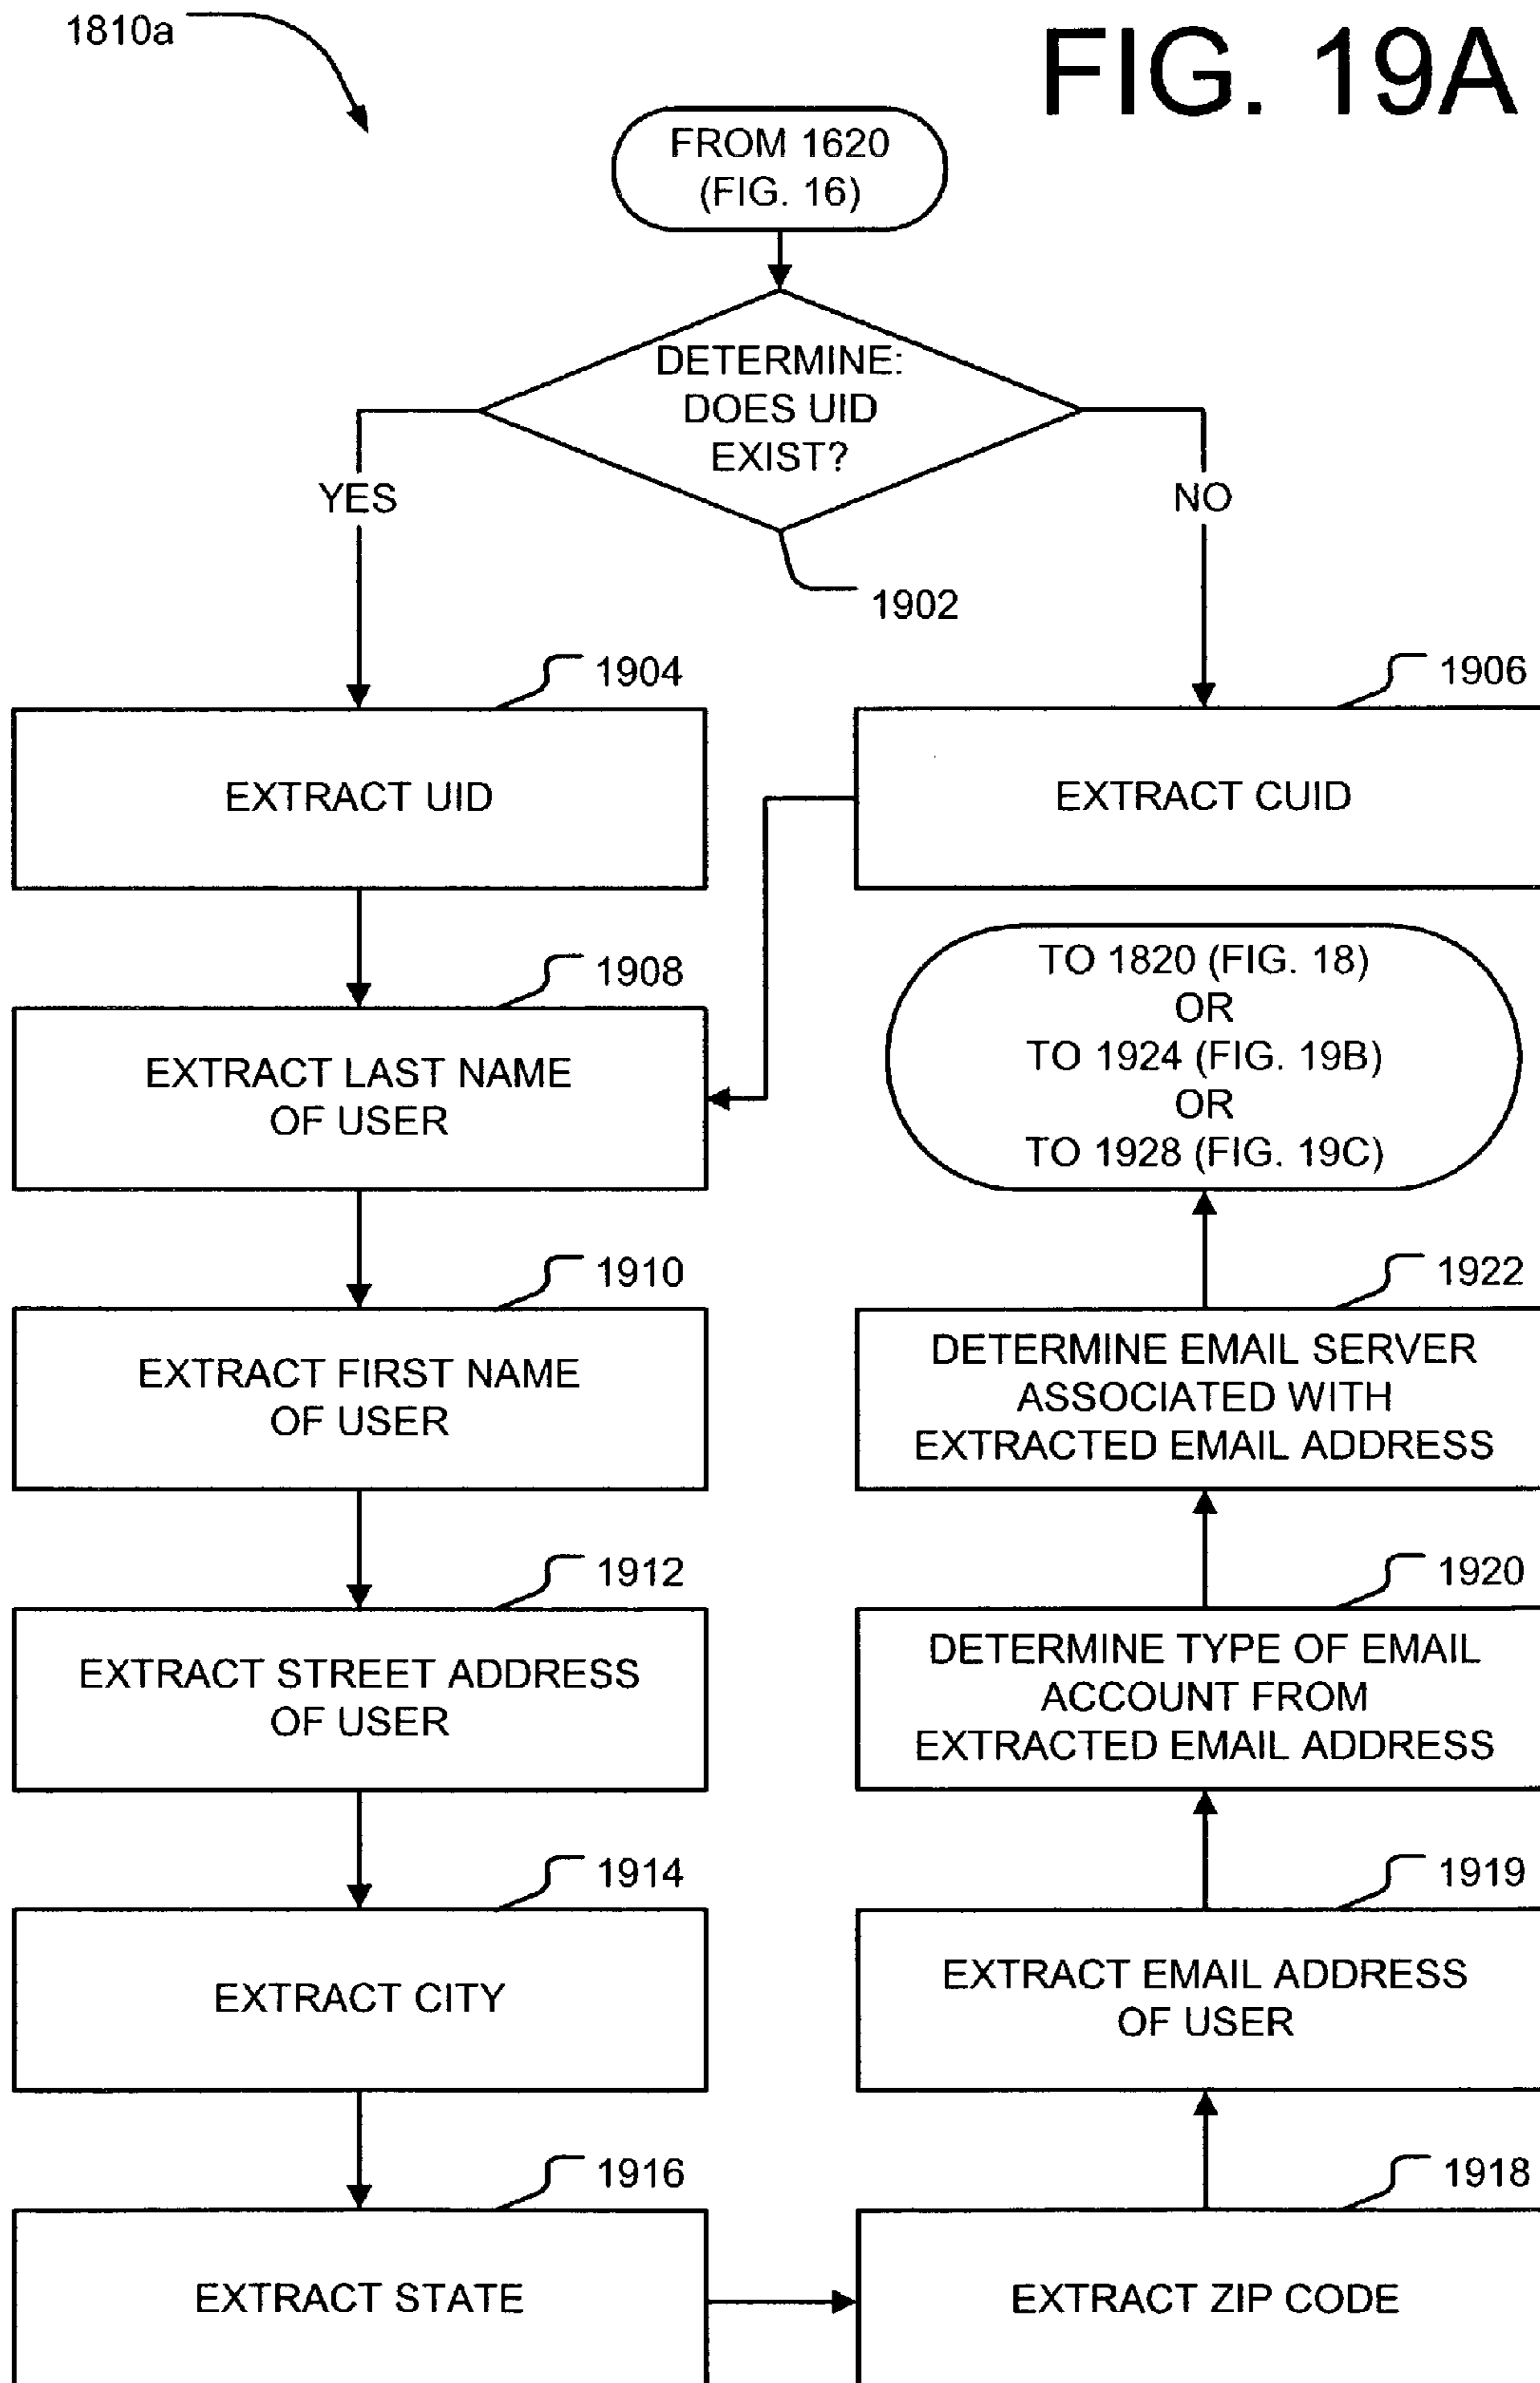 1810a
FIG. 19A
FROM 1620
(FIG. 16)
DETERMINE:
DOES UID
EXIST?
YES
NO
1902
1904
EXTRACT UID
1906
EXTRACT CUID
1908
EXTRACT LAST NAME
OF USER
1910
EXTRACT FIRST NAME
OF USER
1912
EXTRACT STREET ADDRESS
OF USER
1914
EXTRACT CITY
1916
EXTRACT STATE
1918
EXTRACT ZIP CODE
1919
EXTRACT EMAIL ADDRESS
OF USER
1920
DETERMINE TYPE OF EMAIL
ACCOUNT FROM
EXTRACTED EMAIL ADDRESS
1922
DETERMINE EMAIL SERVER
ASSOCIATED WITH
EXTRACTED EMAIL ADDRESS
TO 1820 (FIG. 18)
OR
TO 1924 (FIG. 19B)
OR
TO 1928 (FIG. 19C)